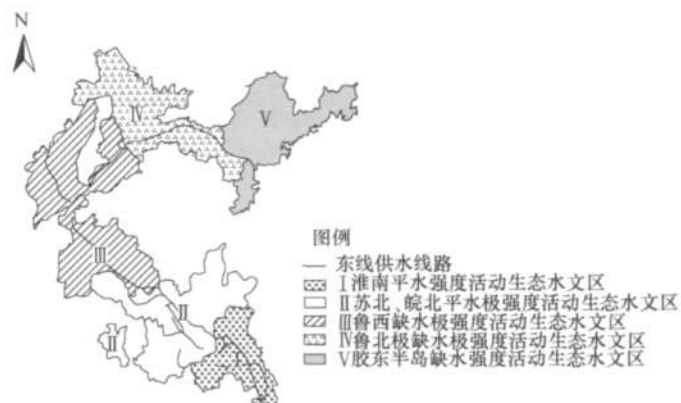 N
Ⅳ
Ⅴ
Ⅲ
Ⅱ
Ⅱ
Ⅰ
图例
东线供水线路
Ⅰ淮南平水强度活动生态水文区
Ⅱ苏北、皖北平水极强度活动生态水文区
Ⅲ鲁西缺水极强度活动生态水文区
Ⅳ鲁北极缺水极强度活动生态水文区
Ⅴ胶东半岛缺水强度活动生态水文区